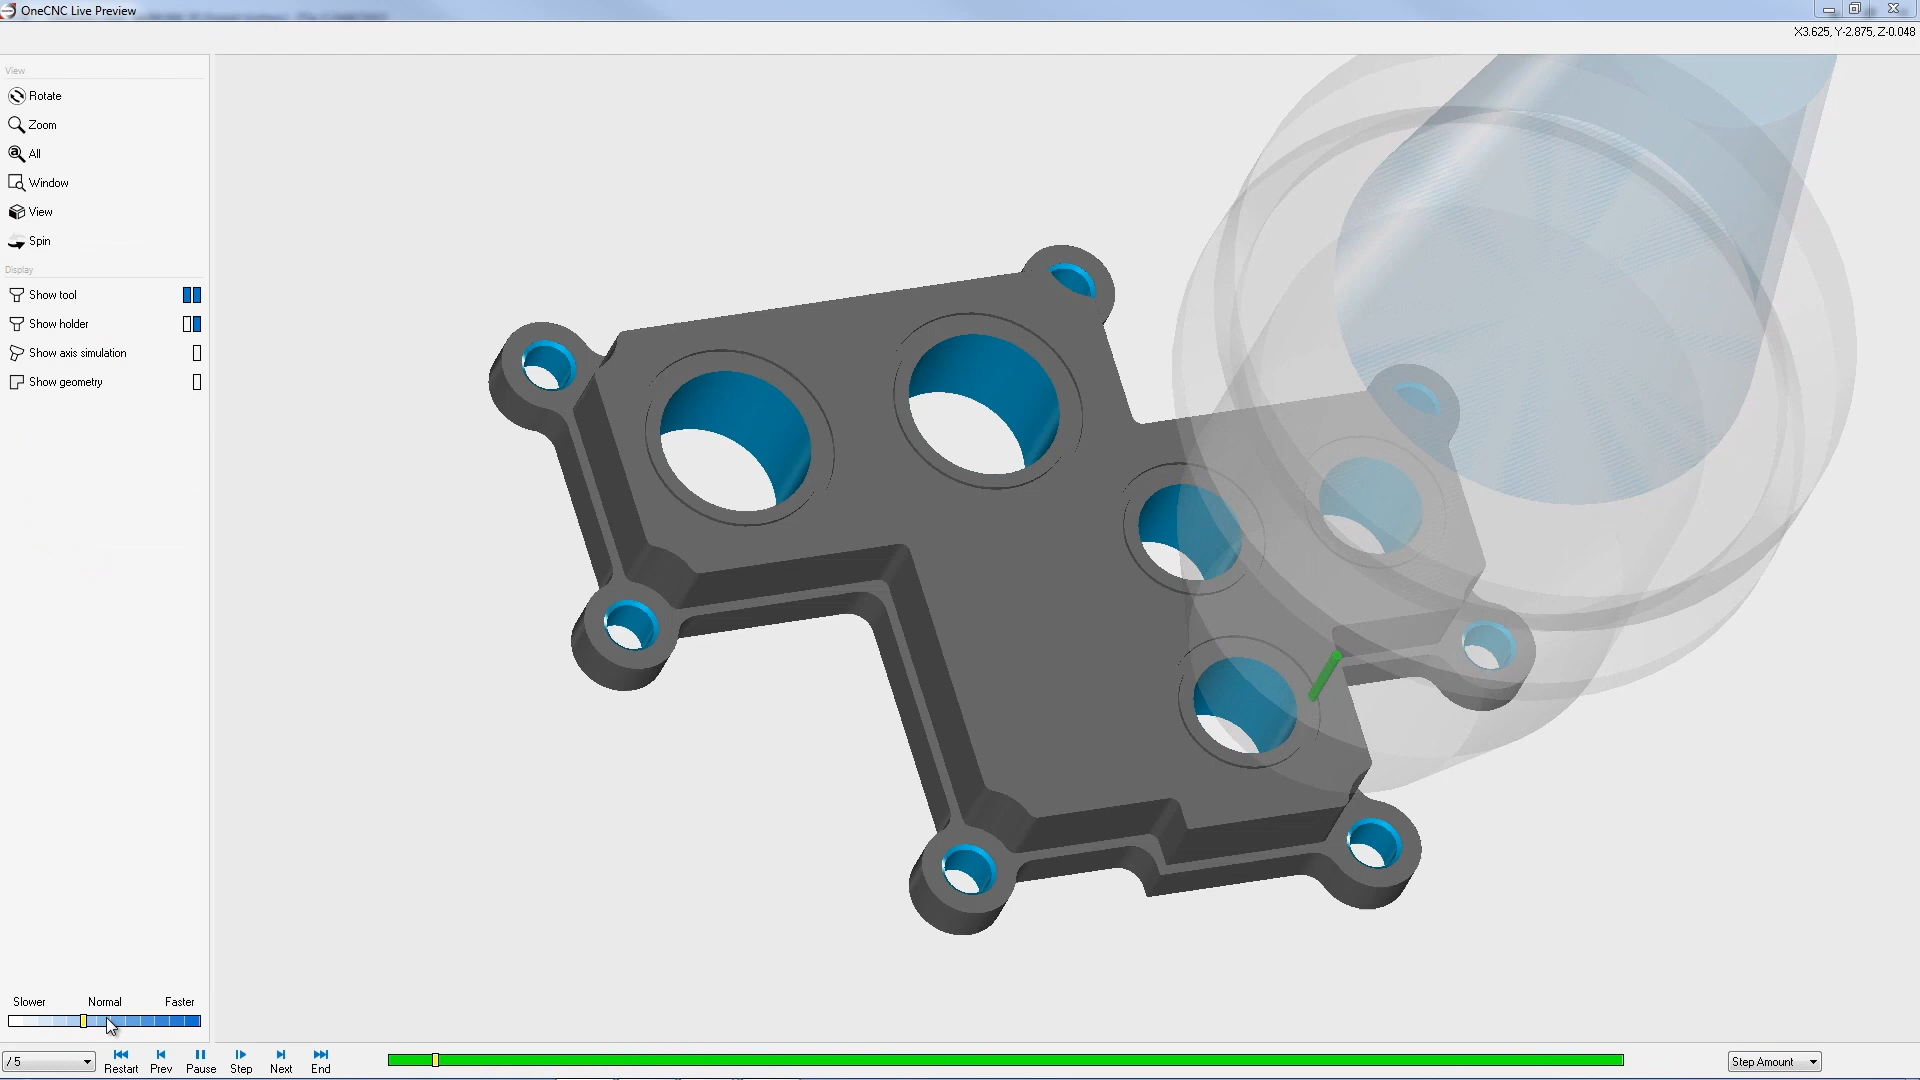 OneCNC Live Preview
X3.625, Y-2.875, Z-0.048
View
Rotate
Zoom
All
Window
View
Spin
Display
Show tool
Show holder
Show axis simulation
Show geometry
Slower Normal Faster
/ 5
Restart Prev Pause Step Next End
Step Amount